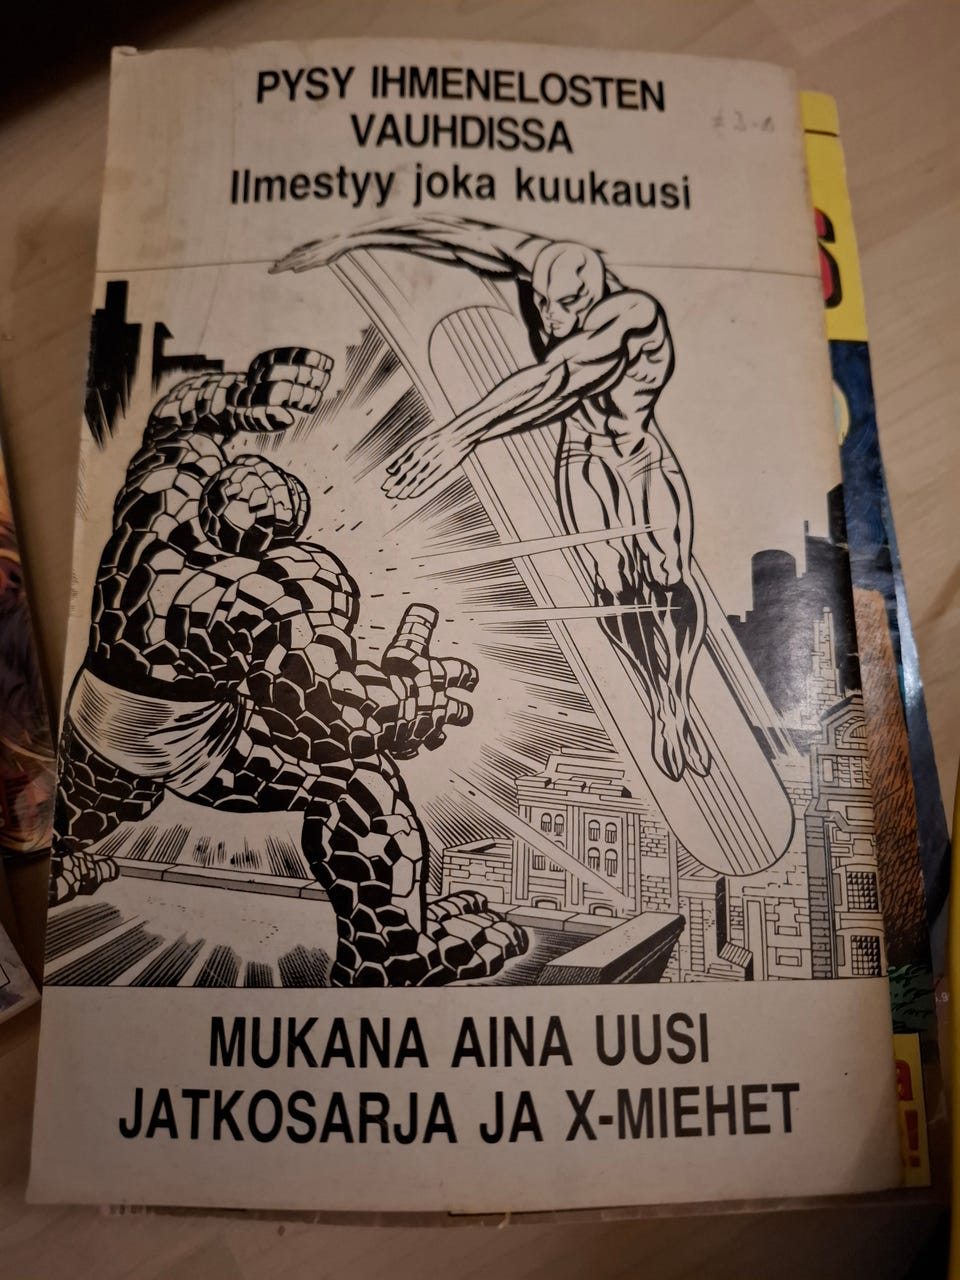 PYSY IHMENELOSTEN
VAUHDISSA
Ilmestyy joka kuukausi
MUKANA AINA UUSI
JATKOSARJA JA X-MIEHET